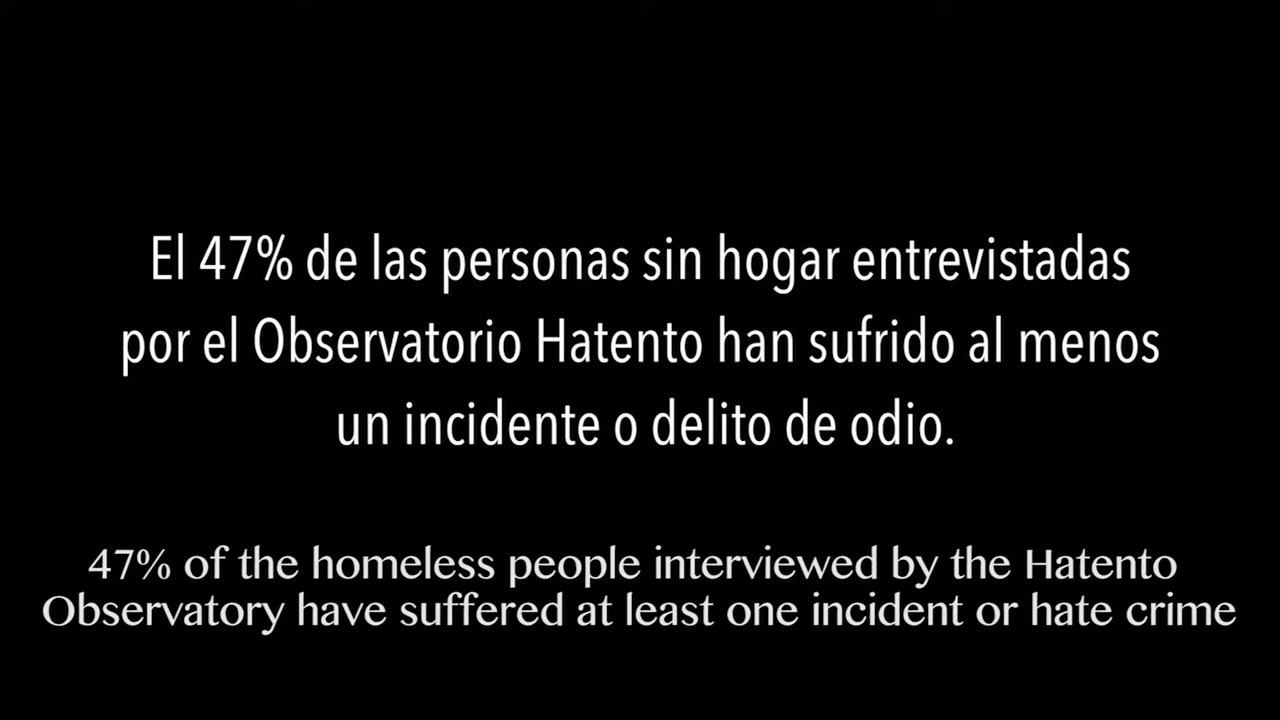 El 47% de las personas sin hogar entrevistadas
por el Observatorio Hatento han sufrido al menos
un incidente o delito de odio.
47% of the homeless people interviewed by the Hatento
Observatory have suffered at least one incident or hate crime